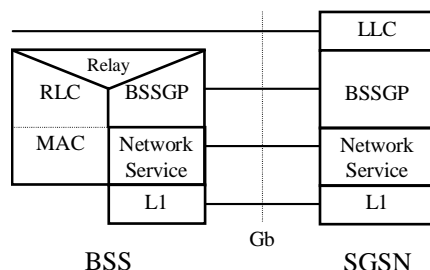 LLC
Relay
RLC
BSSGP
BSSGP
MAC
Network
Service
Network
Service
L1
L1
Gb
BSS
SGSN